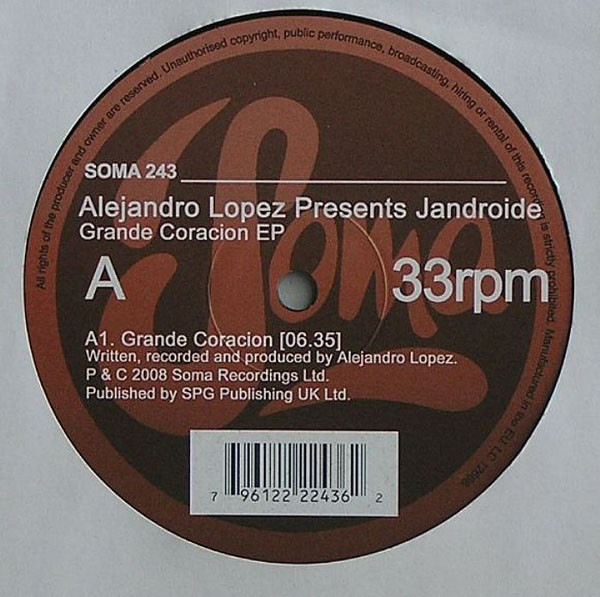 All rights of the producer and owner are reserved. Unauthorised copyright, public performance, broadcasting, hiring or rental of this recording is strictly prohibited. Manufactured in the EU. LC
SOMA 243
Alejandro Lopez Presents Jandroide
Grande Coracion EP
A
33rpm
Soma
A1. Grande Coracion [06.35]
Written, recorded and produced by Alejandro Lopez.
P & C 2008 Soma Recordings Ltd.
Published by SPG Publishing UK Ltd.
7 96122 22436 2